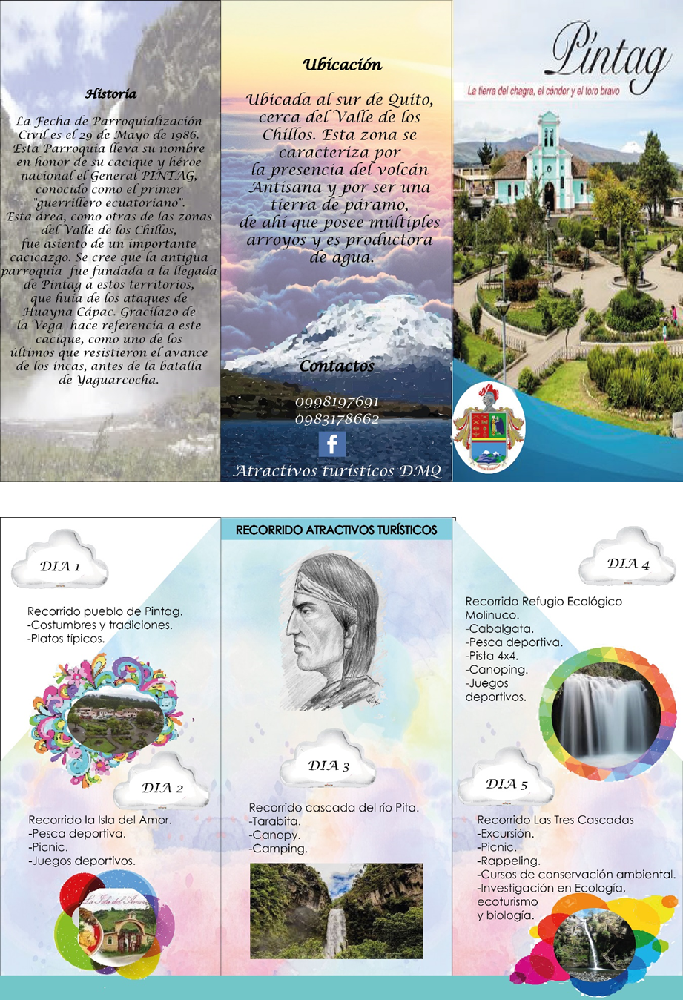 Historia
La Fecha de Parroquialización
Civil es el 29 de Mayo de 1986.
Esta Parroquia lleva su nombre
en honor de su cacique y héroe
nacional el General PINTAG,
conocido como el primer
"guerrillero ecuatoriano".
Esta área, como otras de las zonas
del Valle de los Chillos,
fue asiento de un importante
cacicazgo. Se cree que la antigua
parroquia fue fundada a la llegada
de Píntag a estos territorios,
que huía de los ataques de
Huayna Cápac. Gracilazo de
la Vega hace referencia a este
cacique, como uno de los
últimos que resistieron el avance
de los incas, antes de la batalla
de Yaguarcocha.
Ubicación
Ubicada al sur de Quito,
cerca del Valle de los
Chillos. Esta zona se
caracteriza por
la presencia del volcán
Antisana y por ser una
tierra de páramo,
de ahí que posee múltiples
arroyos y es productora
de agua.
Contactos
0998197691
0983178662
f
Atractivos turísticos DMQ
Píntag
La tierra del chagra, el cóndor y el toro bravo
DIA 1
Recorrido pueblo de Pintag.
-Costumbres y tradiciones.
-Platos típicos.
DIA 2
Recorrido la Isla del Amor.
-Pesca deportiva.
-Picnic.
-Juegos deportivos.
La Isla del Amor
RECORRIDO ATRACTIVOS TURÍSTICOS
DIA 3
Recorrido cascada del río Pita.
-Tarabita.
-Canopy.
-Camping.
DIA 4
Recorrido Refugio Ecológico
Molinuco.
-Cabalgata.
-Pesca deportiva.
-Pista 4x4.
-Canoping.
-Juegos
deportivos.
DIA 5
Recorrido Las Tres Cascadas
-Excursión.
-Picnic.
-Rappeling.
-Cursos de conservación ambiental.
-Investigación en Ecología,
ecoturismo
y biología.